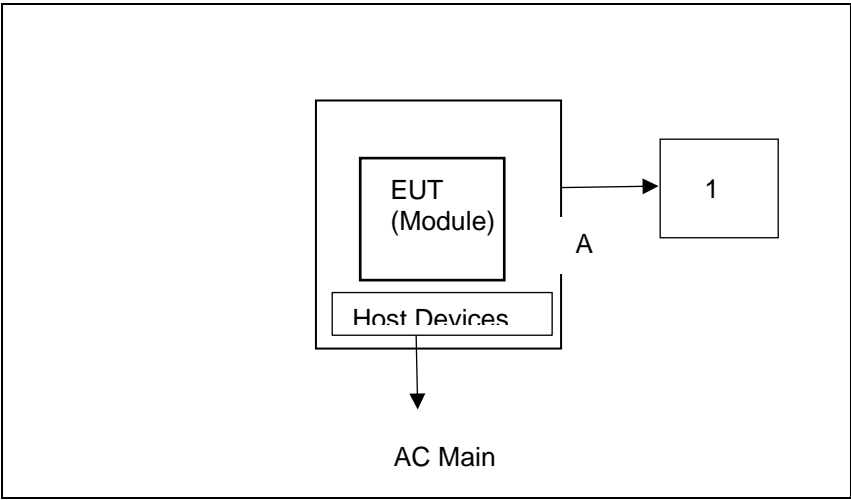 EUT
(Module)
1
A
Host Devices
AC Main